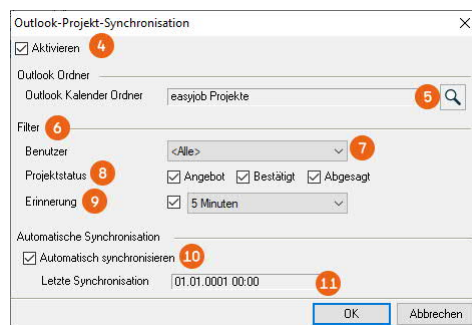 Outlook-Projekt-Synchronisation
Aktivieren 4
Outlook Ordner
Outlook Kalender Ordner easyjob Projekte 5
Filter 6
Benutzer <Alle> 7
Projektstatus 8 Angebot Bestätigt Abgesagt
Erinnerung 9 5 Minuten
Automatische Synchronisation
Automatisch synchronisieren 10
Letzte Synchronisation 01.01.0001 00:00 11
OK Abbrechen